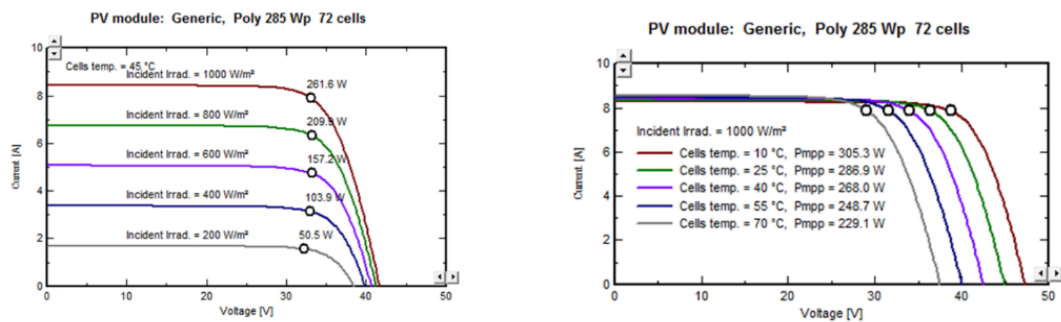 PV module: Generic, Poly 285 Wp 72 cells
Cells temp. = 45 °C
Incident Irrad. = 1000 W/m²
261.6 W
Incident Irrad. = 800 W/m²
209.9 W
Incident Irrad. = 600 W/m²
157.2 W
Incident Irrad. = 400 W/m²
103.9 W
Incident Irrad. = 200 W/m²
50.5 W
Current [A]
10
8
6
4
2
0
0 10 20 30 40 50
Voltage [V]
PV module: Generic, Poly 285 Wp 72 cells
Incident Irrad. = 1000 W/m²
Cells temp. = 10 °C, Pmpp = 305.3 W
Cells temp. = 25 °C, Pmpp = 286.9 W
Cells temp. = 40 °C, Pmpp = 268.0 W
Cells temp. = 55 °C, Pmpp = 248.7 W
Cells temp. = 70 °C, Pmpp = 229.1 W
Current [A]
10
8
6
4
2
0
0 10 20 30 40 50
Voltage [V]